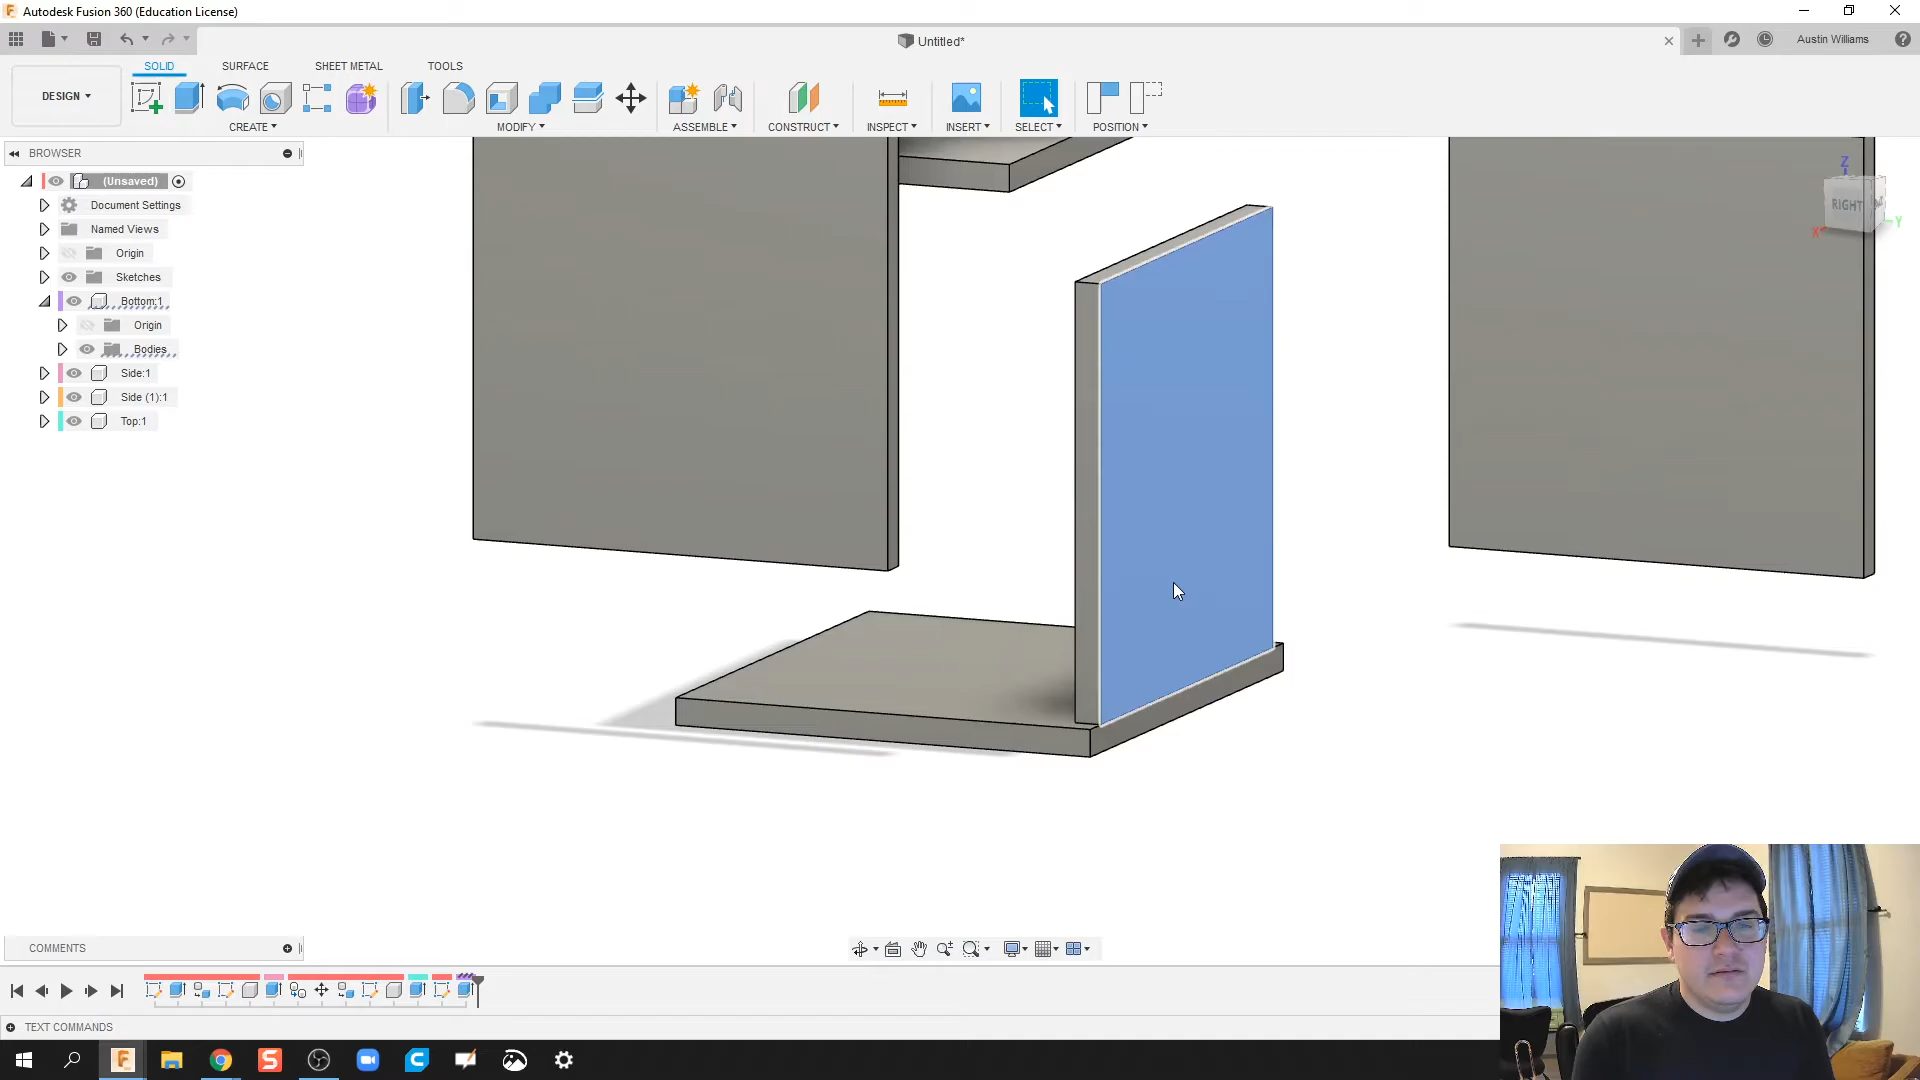 Autodesk Fusion 360 (Education License)
Untitled*
Austin Williams
DESIGN
SOLID SURFACE SHEET METAL TOOLS
CREATE MODIFY ASSEMBLE CONSTRUCT INSPECT INSERT SELECT POSITION
BROWSER
(Unsaved)
Document Settings
Named Views
Origin
Sketches
Bottom:1
Origin
Bodies
Side:1
Side (1):1
Top:1
Z
RIGHT
X
Y
COMMENTS
TEXT COMMANDS